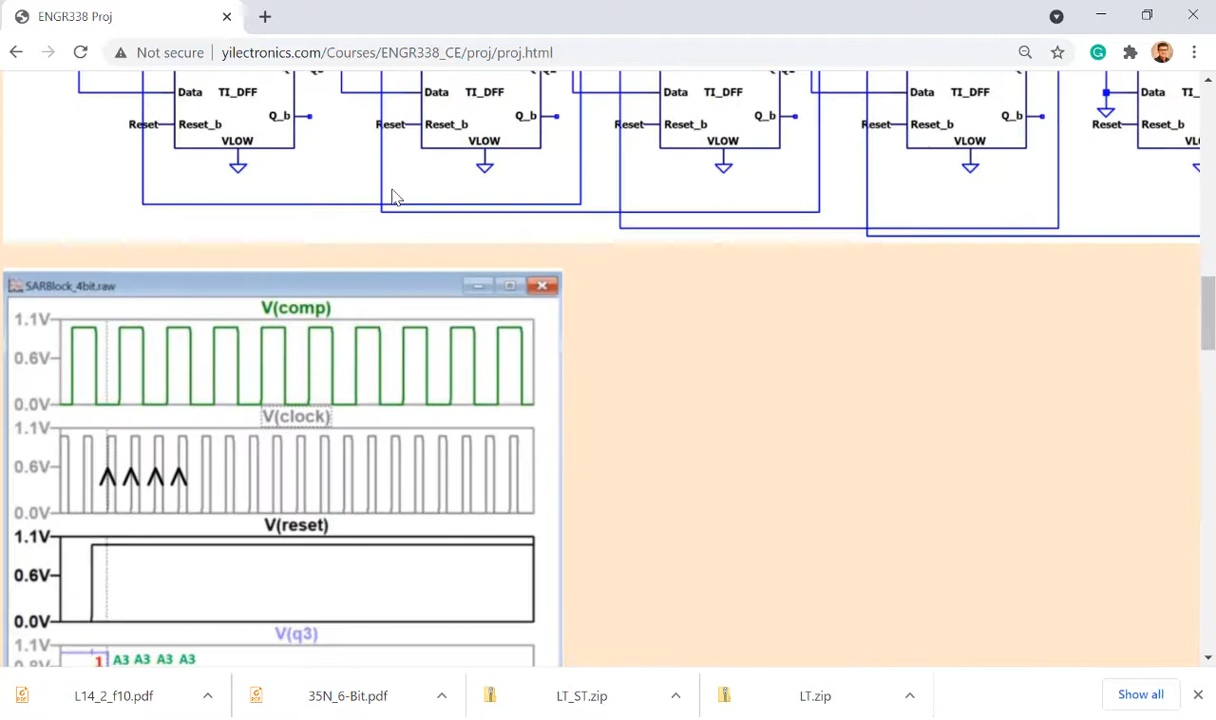 ENGR338 Proj
Not secure yilectronics.com/Courses/ENGR338_CE/proj/proj.html
Data TI_DFF Data TI_DFF Data TI_DFF Data TI_DFF Data
Q_b Q_b Q_b Q_b
Reset Reset_b Reset Reset_b Reset Reset_b Reset Reset_b Reset Reset_b
VLOW VLOW VLOW VLOW
SARBlock_4bit.raw
V(comp)
1.1V
0.6V
0.0V
V(clock)
1.1V
0.6V
0.0V
V(reset)
1.1V
0.6V
0.0V
V(q3)
1.1V
1 A3 A3 A3 A3
0.8V
L14_2_f10.pdf 35N_6-Bit.pdf LT_ST.zip LT.zip Show all